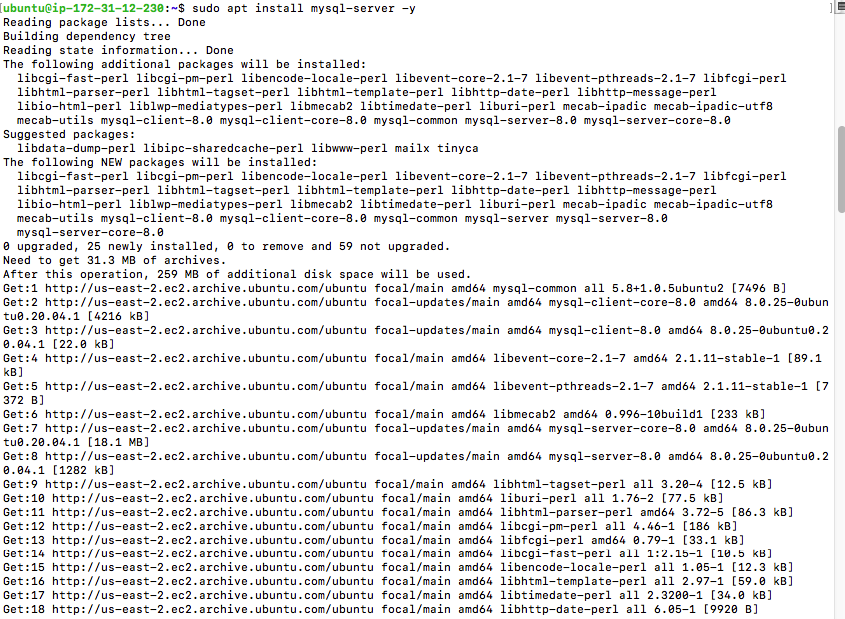 [ubuntu@ip-172-31-12-230:~$ sudo apt install mysql-server -y ]
Reading package lists... Done
Building dependency tree
Reading state information... Done
The following additional packages will be installed:
  libcgi-fast-perl libcgi-pm-perl libencode-locale-perl libevent-core-2.1-7 libevent-pthreads-2.1-7 libfcgi-perl
  libhtml-parser-perl libhtml-tagset-perl libhtml-template-perl libhttp-date-perl libhttp-message-perl
  libio-html-perl liblwp-mediatypes-perl libmecab2 libtimedate-perl liburi-perl mecab-ipadic mecab-ipadic-utf8
  mecab-utils mysql-client-8.0 mysql-client-core-8.0 mysql-common mysql-server-8.0 mysql-server-core-8.0
Suggested packages:
  libdata-dump-perl libipc-sharedcache-perl libwww-perl mailx tinyca
The following NEW packages will be installed:
  libcgi-fast-perl libcgi-pm-perl libencode-locale-perl libevent-core-2.1-7 libevent-pthreads-2.1-7 libfcgi-perl
  libhtml-parser-perl libhtml-tagset-perl libhtml-template-perl libhttp-date-perl libhttp-message-perl
  libio-html-perl liblwp-mediatypes-perl libmecab2 libtimedate-perl liburi-perl mecab-ipadic mecab-ipadic-utf8
  mecab-utils mysql-client-8.0 mysql-client-core-8.0 mysql-common mysql-server mysql-server-8.0
  mysql-server-core-8.0
0 upgraded, 25 newly installed, 0 to remove and 59 not upgraded.
Need to get 31.3 MB of archives.
After this operation, 259 MB of additional disk space will be used.
Get:1 http://us-east-2.ec2.archive.ubuntu.com/ubuntu focal/main amd64 mysql-common all 5.8+1.0.5ubuntu2 [7496 B]
Get:2 http://us-east-2.ec2.archive.ubuntu.com/ubuntu focal-updates/main amd64 mysql-client-core-8.0 amd64 8.0.25-0ubun
tu0.20.04.1 [4216 kB]
Get:3 http://us-east-2.ec2.archive.ubuntu.com/ubuntu focal-updates/main amd64 mysql-client-8.0 amd64 8.0.25-0ubuntu0.2
0.04.1 [22.0 kB]
Get:4 http://us-east-2.ec2.archive.ubuntu.com/ubuntu focal/main amd64 libevent-core-2.1-7 amd64 2.1.11-stable-1 [89.1
kB]
Get:5 http://us-east-2.ec2.archive.ubuntu.com/ubuntu focal/main amd64 libevent-pthreads-2.1-7 amd64 2.1.11-stable-1 [7
372 B]
Get:6 http://us-east-2.ec2.archive.ubuntu.com/ubuntu focal/main amd64 libmecab2 amd64 0.996-10build1 [233 kB]
Get:7 http://us-east-2.ec2.archive.ubuntu.com/ubuntu focal-updates/main amd64 mysql-server-core-8.0 amd64 8.0.25-0ubun
tu0.20.04.1 [18.1 MB]
Get:8 http://us-east-2.ec2.archive.ubuntu.com/ubuntu focal-updates/main amd64 mysql-server-8.0 amd64 8.0.25-0ubuntu0.2
0.04.1 [1282 kB]
Get:9 http://us-east-2.ec2.archive.ubuntu.com/ubuntu focal/main amd64 libhtml-tagset-perl all 3.20-4 [12.5 kB]
Get:10 http://us-east-2.ec2.archive.ubuntu.com/ubuntu focal/main amd64 liburi-perl all 1.76-2 [77.5 kB]
Get:11 http://us-east-2.ec2.archive.ubuntu.com/ubuntu focal/main amd64 libhtml-parser-perl amd64 3.72-5 [86.3 kB]
Get:12 http://us-east-2.ec2.archive.ubuntu.com/ubuntu focal/main amd64 libcgi-pm-perl all 4.46-1 [186 kB]
Get:13 http://us-east-2.ec2.archive.ubuntu.com/ubuntu focal/main amd64 libfcgi-perl amd64 0.79-1 [33.1 kB]
Get:14 http://us-east-2.ec2.archive.ubuntu.com/ubuntu focal/main amd64 libcgi-fast-perl all 1:2.15-1 [10.5 kB]
Get:15 http://us-east-2.ec2.archive.ubuntu.com/ubuntu focal/main amd64 libencode-locale-perl all 1.05-1 [12.3 kB]
Get:16 http://us-east-2.ec2.archive.ubuntu.com/ubuntu focal/main amd64 libhtml-template-perl all 2.97-1 [59.0 kB]
Get:17 http://us-east-2.ec2.archive.ubuntu.com/ubuntu focal/main amd64 libtimedate-perl all 2.3200-1 [34.0 kB]
Get:18 http://us-east-2.ec2.archive.ubuntu.com/ubuntu focal/main amd64 libhttp-date-perl all 6.05-1 [9920 B]